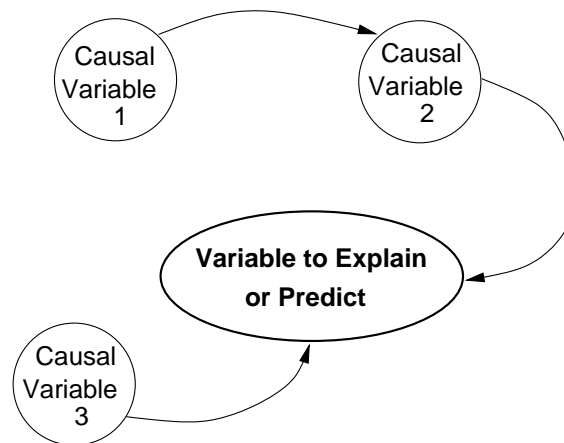 Causal
Variable
1
Causal
Variable
2
Variable to Explain
or Predict
Causal
Variable
3